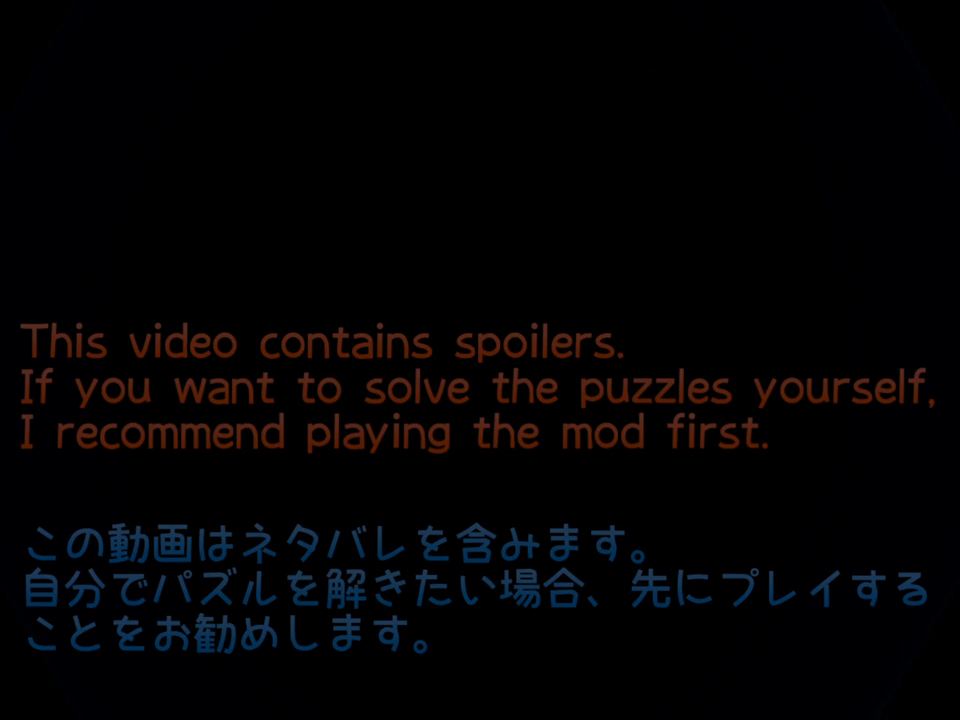 This video contains spoilers.
If you want to solve the puzzles yourself,
I recommend playing the mod first.
この動画はネタバレを含みます。
自分でパズルを解きたい場合、先にプレイする
ことをお勧めします。